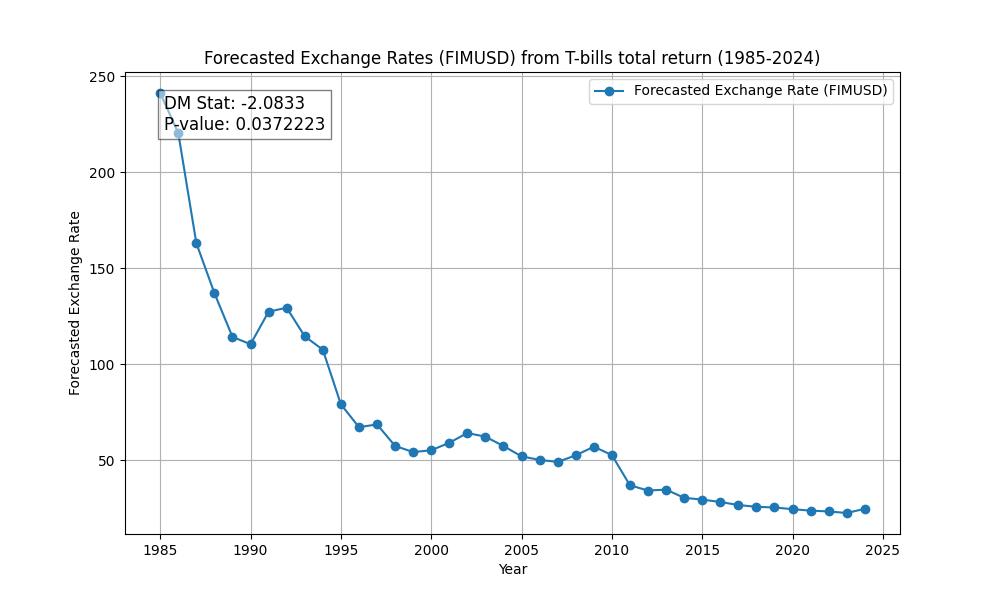 Forecasted Exchange Rates (FIMUSD) from T-bills total return (1985-2024)
DM Stat: -2.0833
P-value: 0.0372223
Forecasted Exchange Rate (FIMUSD)
Forecasted Exchange Rate
250
200
150
100
50
1985 1990 1995 2000 2005 2010 2015 2020 2025
Year